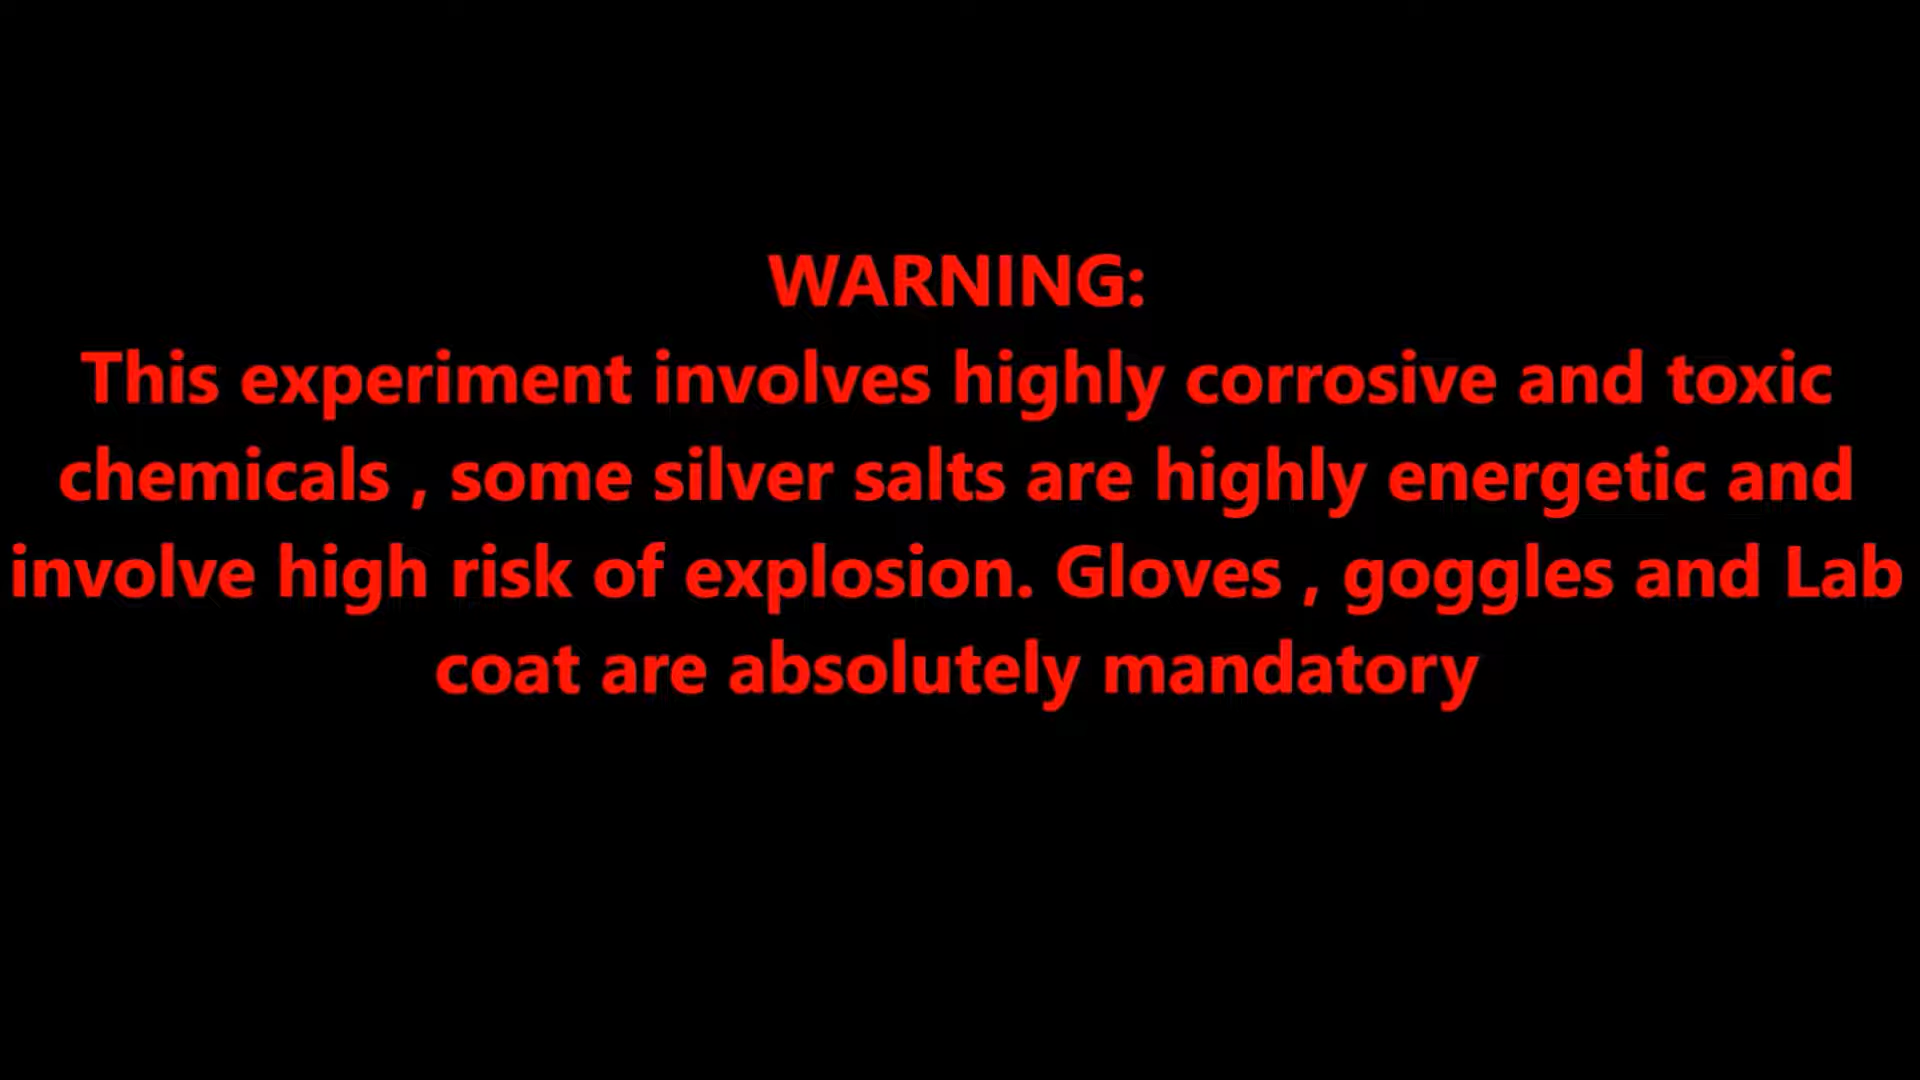 WARNING:
This experiment involves highly corrosive and toxic
chemicals , some silver salts are highly energetic and
involve high risk of explosion. Gloves , goggles and Lab
coat are absolutely mandatory